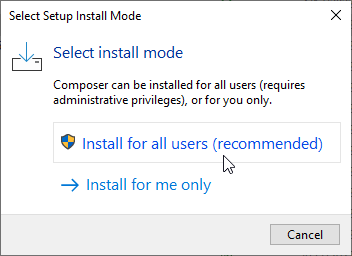 Select Setup Install Mode
Select install mode
Composer can be installed for all users (requires
administrative privileges), or for you only.
Install for all users (recommended)
Install for me only
Cancel